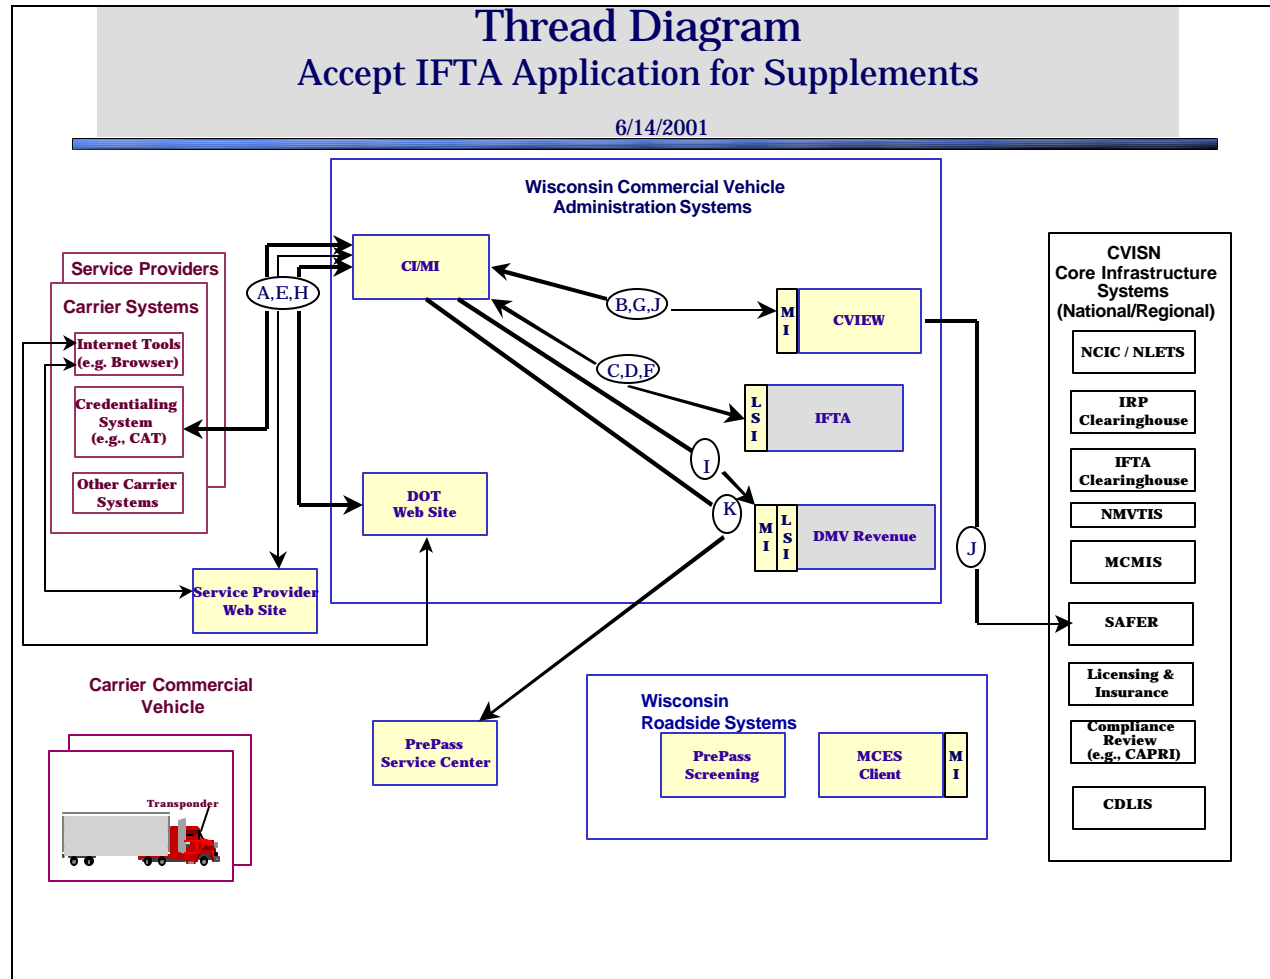 Thread Diagram
Accept IFTA Application for Supplements
6/14/2001
Wisconsin Commercial Vehicle
Administration Systems
CI/MI
A,E,H
B,G,J
M
I
CVIEW
C,D,F
L
S
I
IFTA
I
K
M
I
L
S
I
DMV Revenue
DOT
Web Site
Service Providers
Carrier Systems
Internet Tools
(e.g. Browser)
Credentialing
System
(e.g., CAT)
Other Carrier
Systems
Service Provider
Web Site
J
CVISN
Core Infrastructure
Systems
(National/Regional)
NCIC / NLETS
IRP
Clearinghouse
IFTA
Clearinghouse
NMVTIS
MCMIS
SAFER
Licensing &
Insurance
Compliance
Review
(e.g., CAPRI)
CDLIS
Carrier Commercial
Vehicle
Transponder
PrePass
Service Center
Wisconsin
Roadside Systems
PrePass
Screening
MCES
Client
M
I